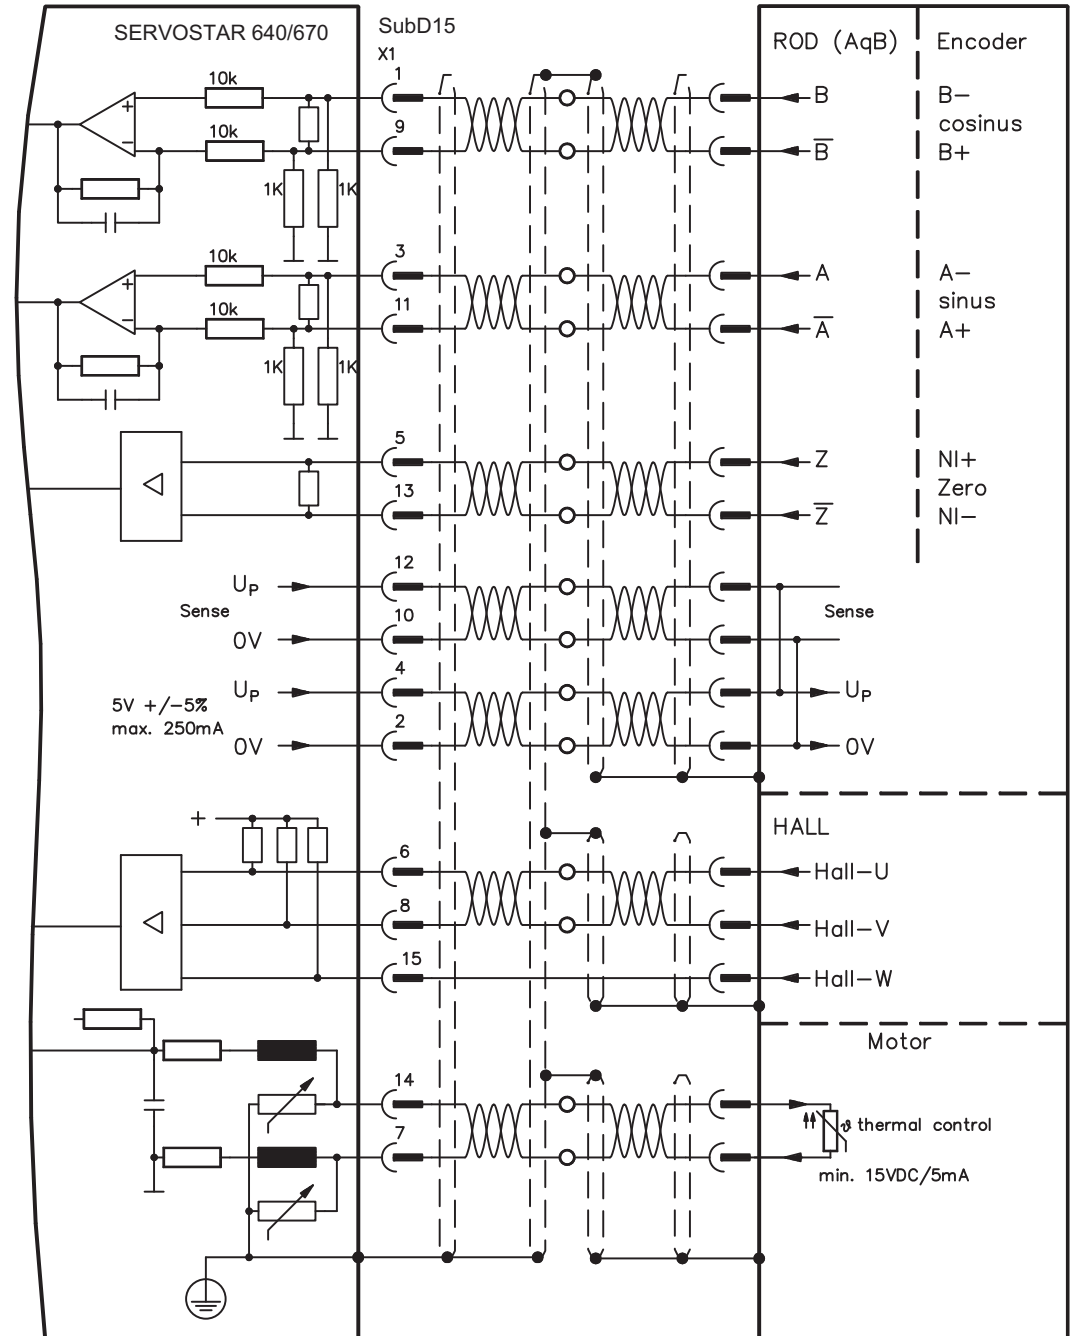 SERVOSTAR 640/670
SubD15
X1
ROD (AqB)
Encoder
10k
1
B
B−
cosinus
10k
9
B̅
B+
1K
1K
10k
3
A
A−
sinus
10k
11
A̅
A+
1K
1K
5
Z
NI+
Zero
13
Z̅
NI−
12
UP
Sense
Sense
10
0V
4
UP
UP
5V +/−5%
max. 250mA
2
0V
0V
+
HALL
6
Hall−U
8
Hall−V
15
Hall−W
Motor
14
ϑ thermal control
7
min. 15VDC/5mA